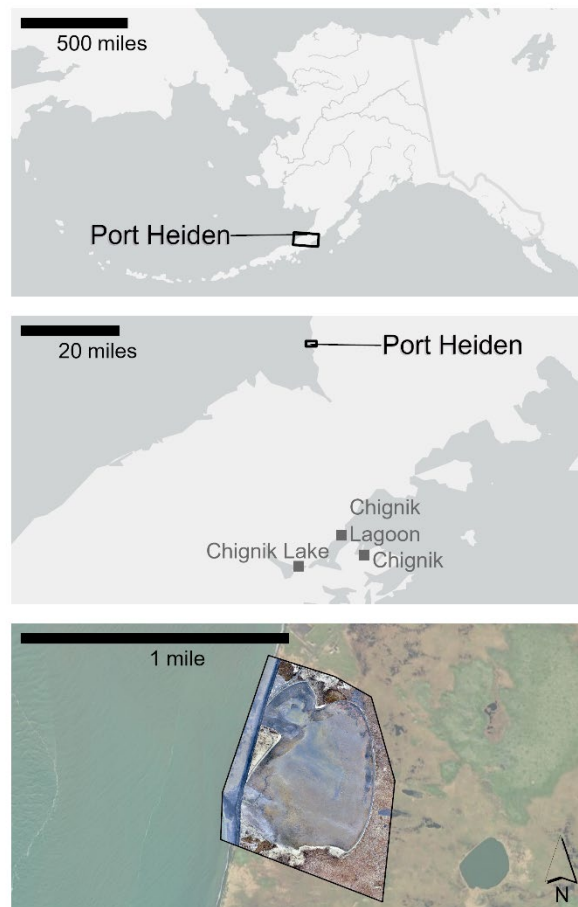 500 miles
Port Heiden
20 miles
Port Heiden
Chignik
Lagoon
Chignik Lake
Chignik
1 mile
N